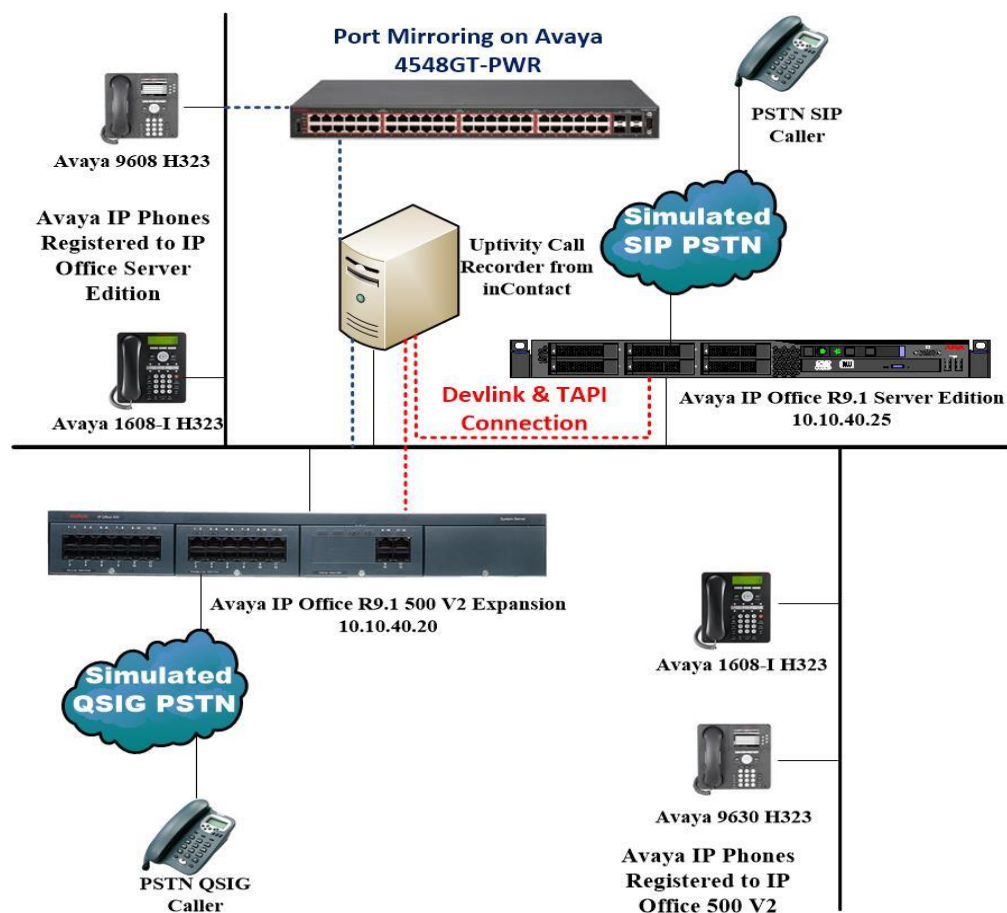 Port Mirroring on Avaya
4548GT-PWR
PSTN SIP
Caller
Avaya 9608 H323
Avaya IP Phones
Registered to IP
Office Server
Edition
Simulated
SIP PSTN
Uptivity Call
Recorder from
inContact
Avaya 1608-I H323
Devlink & TAPI
Connection
Avaya IP Office R9.1 Server Edition
10.10.40.25
Avaya IP Office R9.1 500 V2 Expansion
10.10.40.20
Simulated
QSIG PSTN
Avaya 1608-I H323
Avaya 9630 H323
PSTN QSIG
Caller
Avaya IP Phones
Registered to IP
Office 500 V2